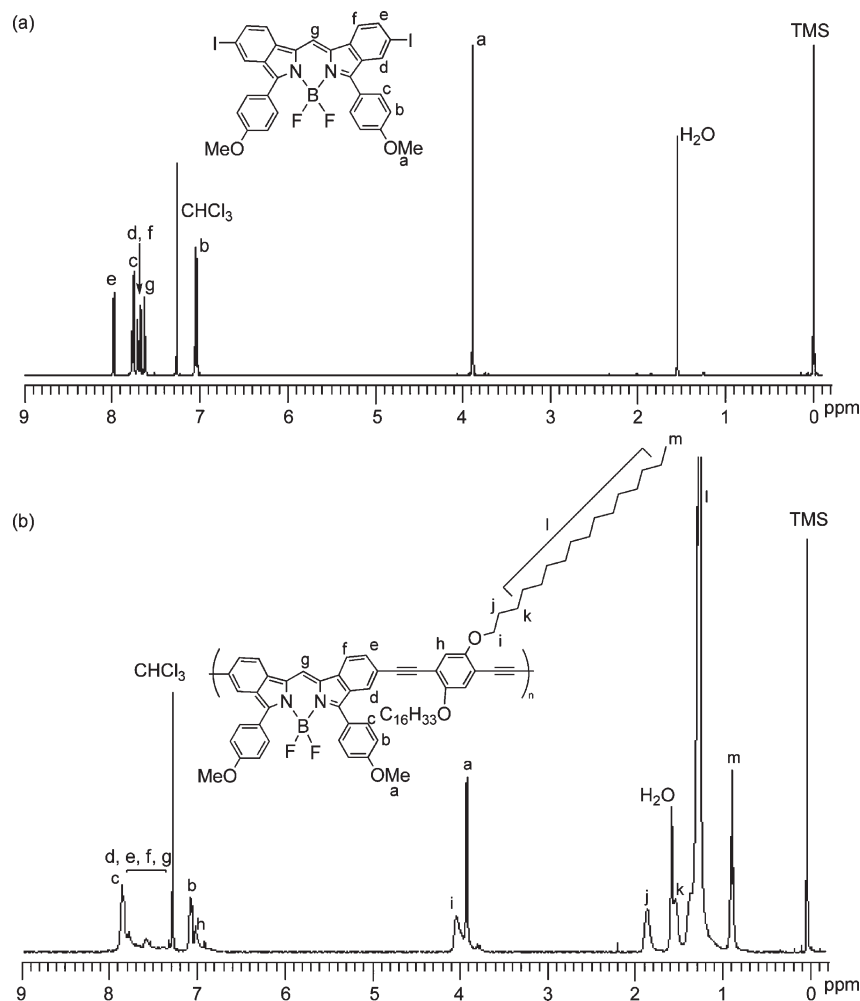 (a)
g
f
e
I
I
d
N
N
c
B
b
F
F
MeO
OMe
a
a
TMS
H2O
CHCl3
d, f
b
c
e
g
9 8 7 6 5 4 3 2 1 0 ppm
(b)
m
l
l
TMS
j
k
O
i
h
g
f
e
n
d
N
N
C16H33O
c
B
b
F
F
MeO
OMe
a
CHCl3
a
m
H2O
d, e, f, g
c
b
h
i
j
k
9 8 7 6 5 4 3 2 1 0 ppm